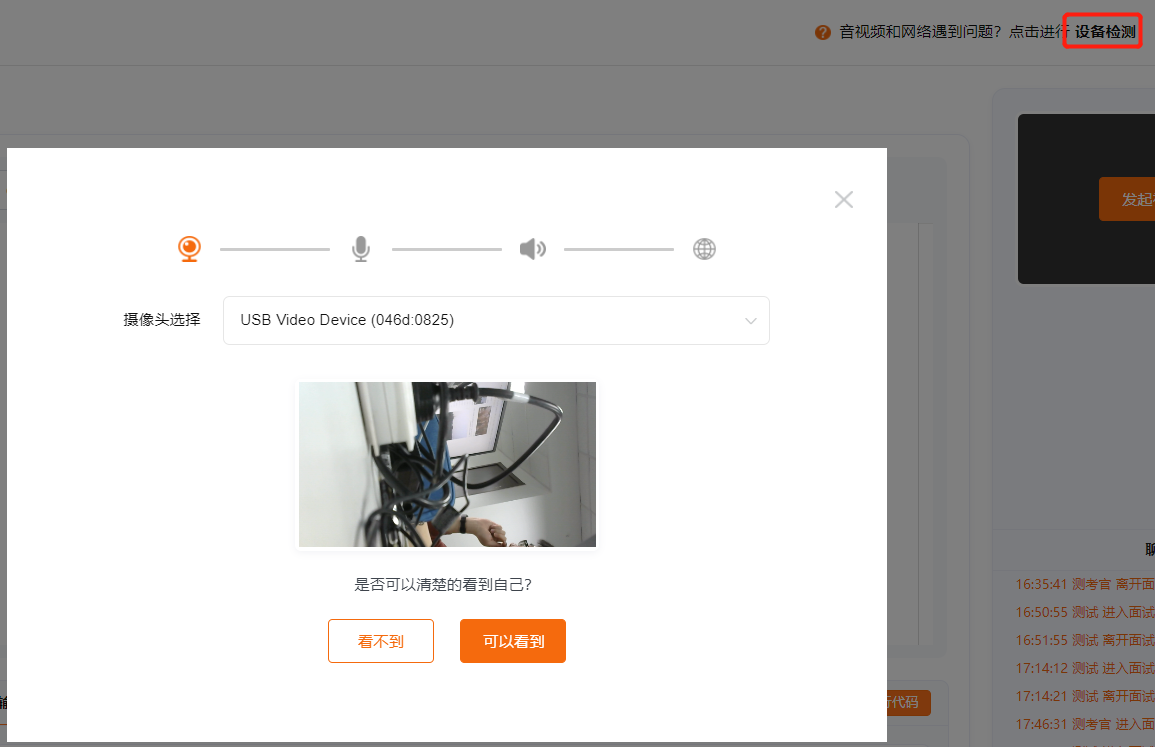 音视频和网络遇到问题？点击进行 设备检测
发起
摄像头选择
USB Video Device (046d:0825)
是否可以清楚的看到自己？
看不到
可以看到
16:35:41 测考官 离开面
16:50:55 测试 进入面试
16:51:55 测试 离开面试
17:14:12 测试 进入面试
17:14:21 测试 离开面试
17:46:31 测考官 进入面
行代码